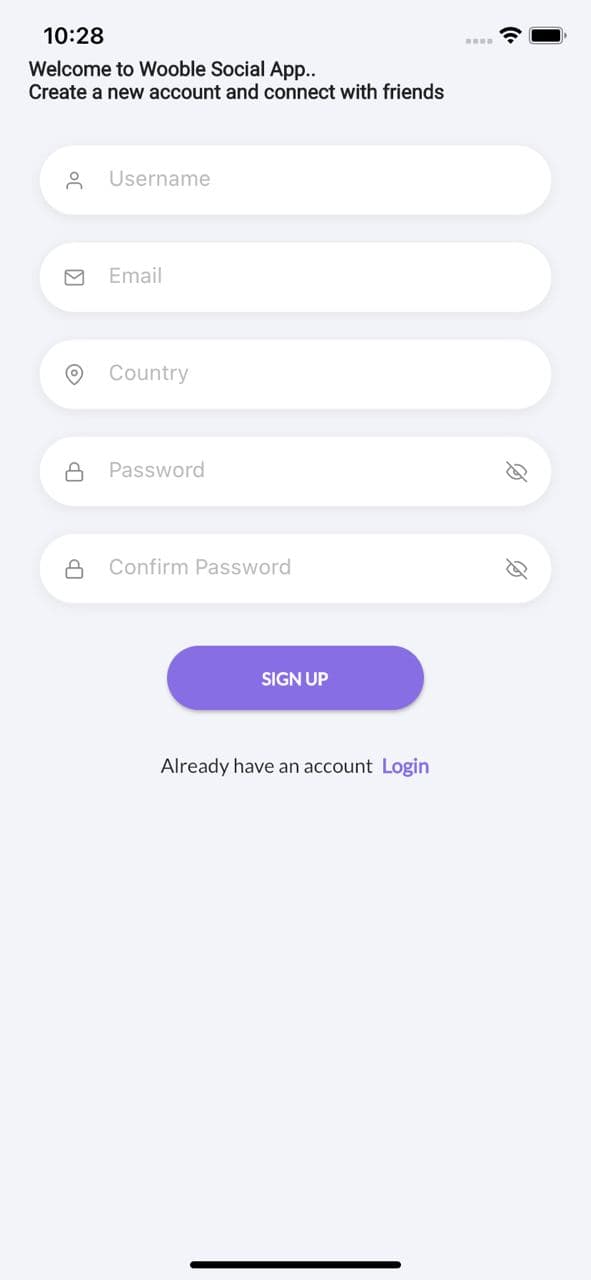 10:28
Welcome to Wooble Social App..
Create a new account and connect with friends
Username
Email
Country
Password
Confirm Password
SIGN UP
Already have an account Login